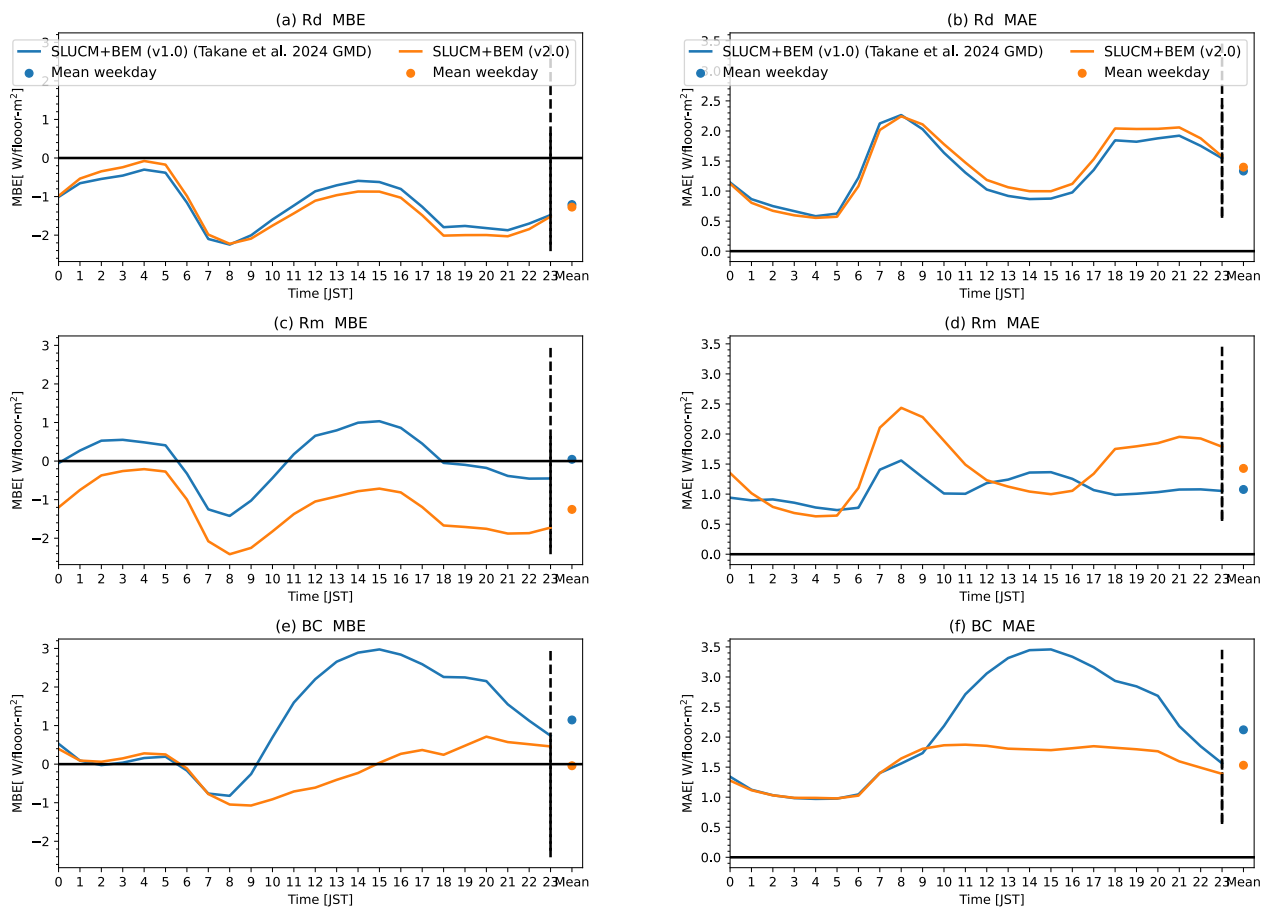 (a) Rd MBE
SLUCM+BEM (v1.0) (Takane et al. 2024 GMD)
Mean weekday
SLUCM+BEM (v2.0)
Mean weekday
3
1
0
−1
−2
MBE[ W/flooor-m²]
0 1 2 3 4 5 6 7 8 9 10 11 12 13 14 15 16 17 18 19 20 21 22 23 Mean
Time [JST]
(b) Rd MAE
SLUCM+BEM (v1.0) (Takane et al. 2024 GMD)
Mean weekday
SLUCM+BEM (v2.0)
Mean weekday
3.5
3.0
2.5
2.0
1.5
1.0
0.5
0.0
MAE[ W/flooor-m²]
0 1 2 3 4 5 6 7 8 9 10 11 12 13 14 15 16 17 18 19 20 21 22 23 Mean
Time [JST]
(c) Rm MBE
3
2
1
0
−1
−2
MBE[ W/flooor-m²]
0 1 2 3 4 5 6 7 8 9 10 11 12 13 14 15 16 17 18 19 20 21 22 23 Mean
Time [JST]
(d) Rm MAE
3.5
3.0
2.5
2.0
1.5
1.0
0.5
0.0
MAE[ W/flooor-m²]
0 1 2 3 4 5 6 7 8 9 10 11 12 13 14 15 16 17 18 19 20 21 22 23 Mean
Time [JST]
(e) BC MBE
3
2
1
0
−1
−2
MBE[ W/flooor-m²]
0 1 2 3 4 5 6 7 8 9 10 11 12 13 14 15 16 17 18 19 20 21 22 23 Mean
Time [JST]
(f) BC MAE
3.5
3.0
2.5
2.0
1.5
1.0
0.5
0.0
MAE[ W/flooor-m²]
0 1 2 3 4 5 6 7 8 9 10 11 12 13 14 15 16 17 18 19 20 21 22 23 Mean
Time [JST]